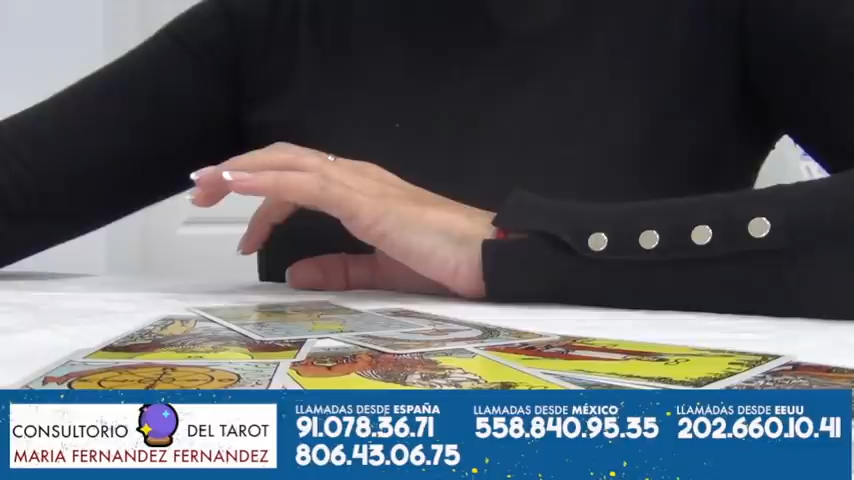 CONSULTORIO DEL TAROT
MARIA FERNANDEZ FERNANDEZ
LLAMADAS DESDE ESPAÑA
91.078.36.71
806.43.06.75
LLAMADAS DESDE MÉXICO
558.840.95.35
LLAMADAS DESDE EEUU
202.660.10.41